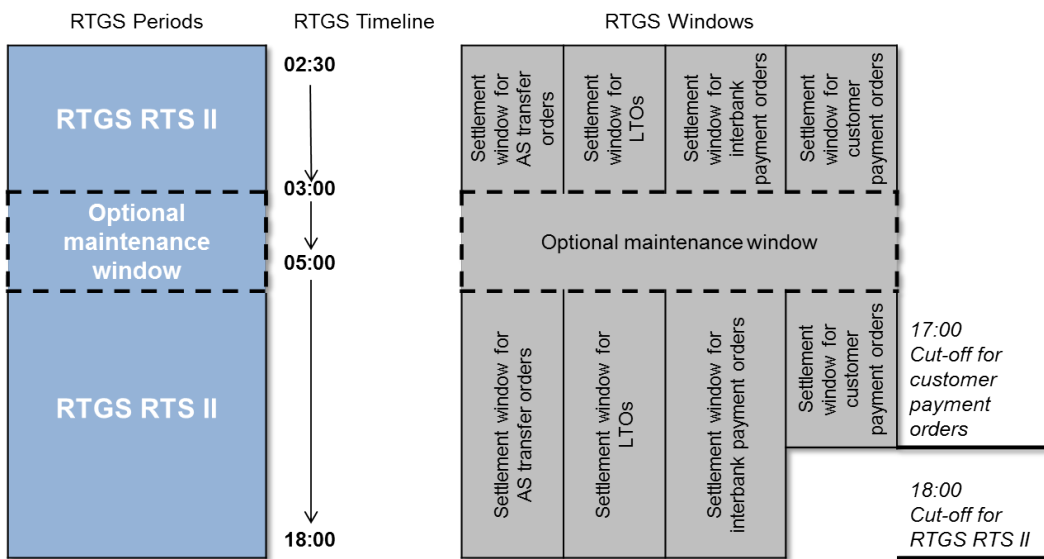 RTGS Periods
RTGS Timeline
RTGS Windows
RTGS RTS II
02:30
Settlement
window for
AS transfer
orders
Settlement
window for
LTOs
Settlement
window for
interbank
payment orders
Settlement
window for
customer
payment orders
03:00
Optional
maintenance
window
Optional maintenance window
05:00
RTGS RTS II
Settlement window for
AS transfer orders
Settlement window for
LTOs
Settlement window for
interbank payment orders
Settlement
window for
customer
payment orders
17:00
Cut-off for
customer
payment
orders
18:00
18:00
Cut-off for
RTGS RTS II